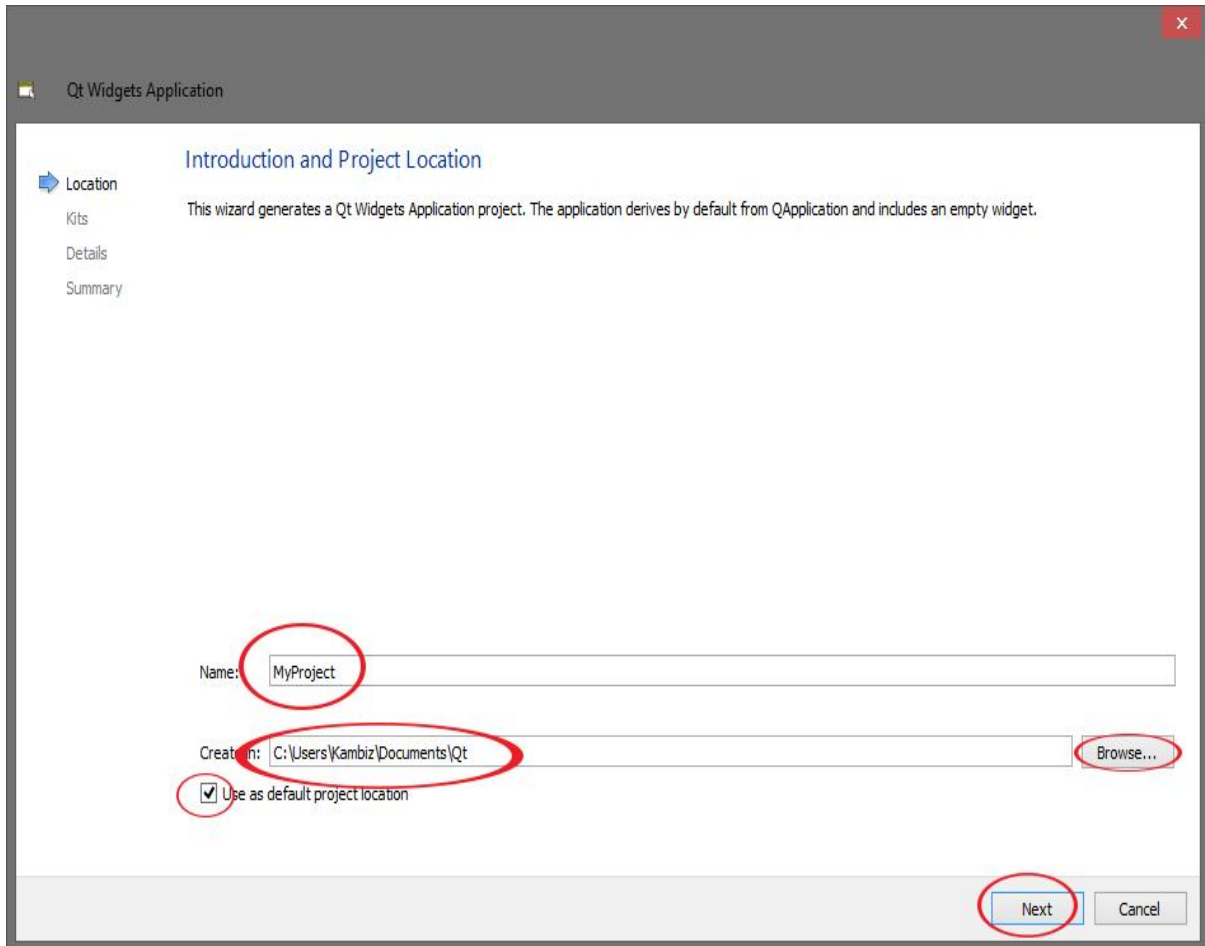 x
Qt Widgets Application
Introduction and Project Location
Location
Kits
Details
Summary
This wizard generates a Qt Widgets Application project. The application derives by default from QApplication and includes an empty widget.
Name: MyProject
Create in: C:\Users\Kambiz\Documents\Qt Browse...
Use as default project location
Next Cancel